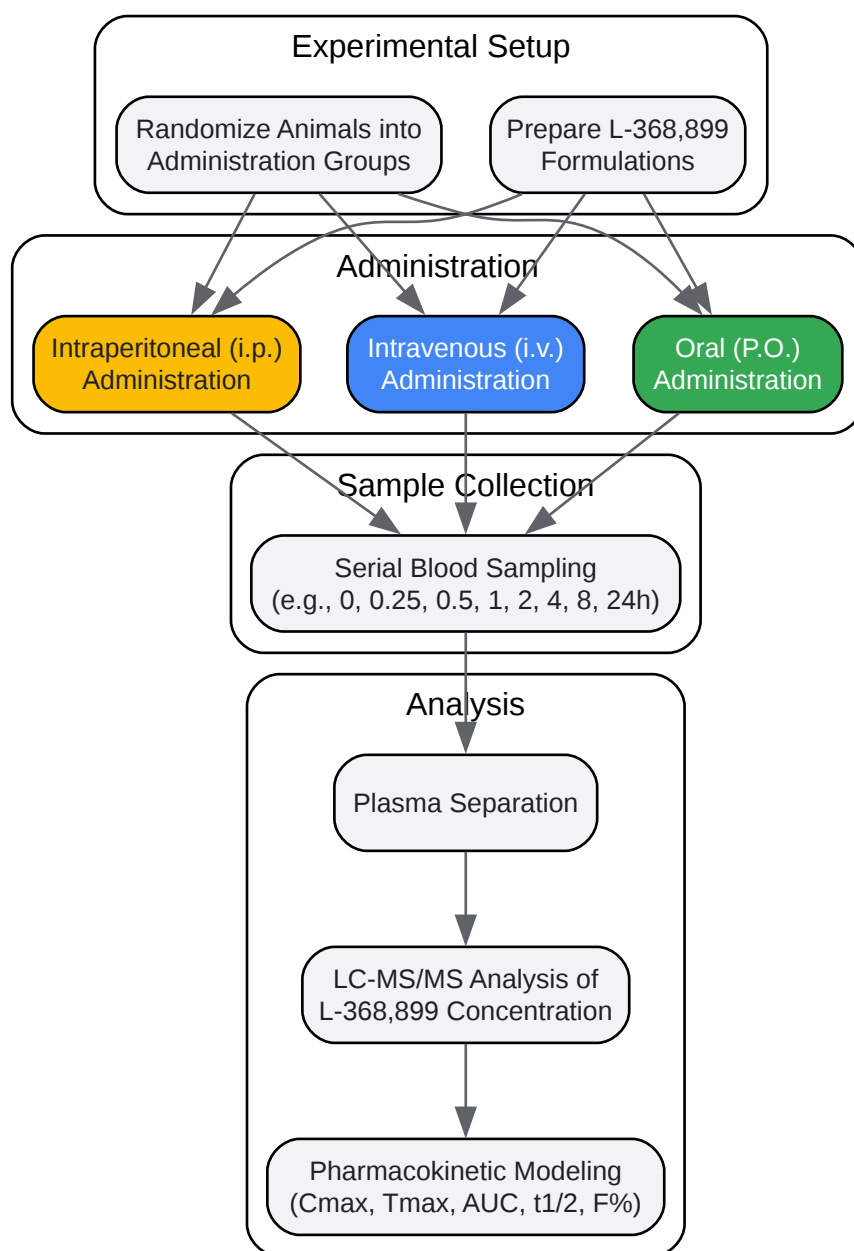 Experimental Setup
Randomize Animals into
Administration Groups
Prepare L-368,899
Formulations
Administration
Intraperitoneal (i.p.)
Administration
Intravenous (i.v.)
Administration
Oral (P.O.)
Administration
Sample Collection
Serial Blood Sampling
(e.g., 0, 0.25, 0.5, 1, 2, 4, 8, 24h)
Analysis
Plasma Separation
LC-MS/MS Analysis of
L-368,899 Concentration
Pharmacokinetic Modeling
(Cmax, Tmax, AUC, t1/2, F%)